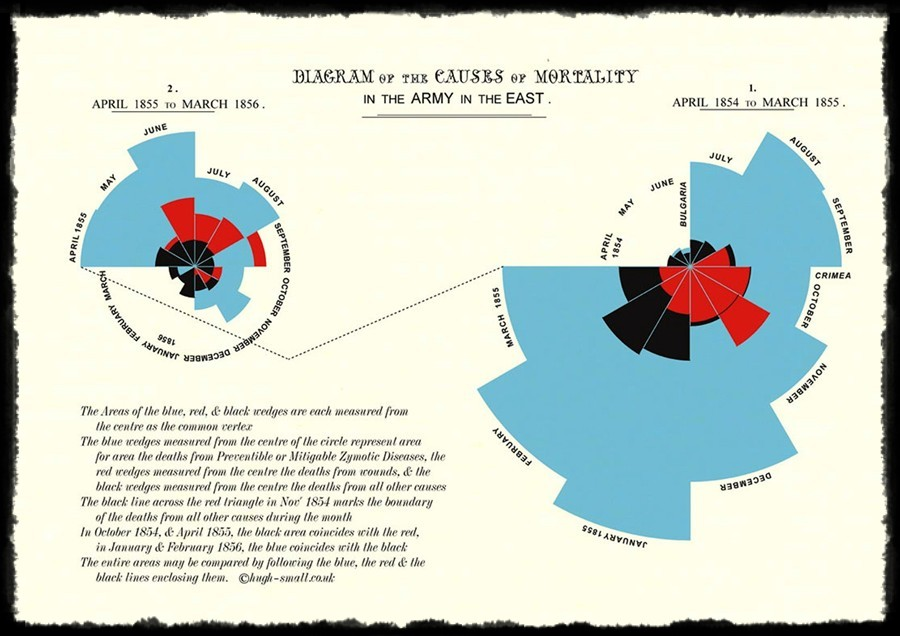 DIAGRAM OF THE CAUSES OF MORTALITY
IN THE ARMY IN THE EAST.
2.
APRIL 1855 TO MARCH 1856.
1.
APRIL 1854 TO MARCH 1855.
APRIL 1855
MAY
JUNE
JULY
AUGUST
SEPTEMBER
OCTOBER
NOVEMBER
DECEMBER
JANUARY
1856
FEBRUARY
MARCH
APRIL
1854
MAY
JUNE
BULGARIA
JULY
AUGUST
SEPTEMBER
CRIMEA
OCTOBER
NOVEMBER
DECEMBER
JANUARY 1855
FEBRUARY
MARCH 1855
The Areas of the blue, red, & black wedges are each measured from
the centre as the common vertex
The blue wedges measured from the centre of the circle represent area
for area the deaths from Preventible or Mitigable Zymotic Diseases, the
red wedges measured from the centre the deaths from wounds, & the
black wedges measured from the centre the deaths from all other causes
The black line across the red triangle in Nov' 1854 marks the boundary
of the deaths from all other causes during the month
In October 1854, & April 1855, the black area coincides with the red,
in January & February 1856, the blue coincides with the black
The entire areas may be compared by following the blue, the red & the
black lines enclosing them. ©hugh-small.co.uk